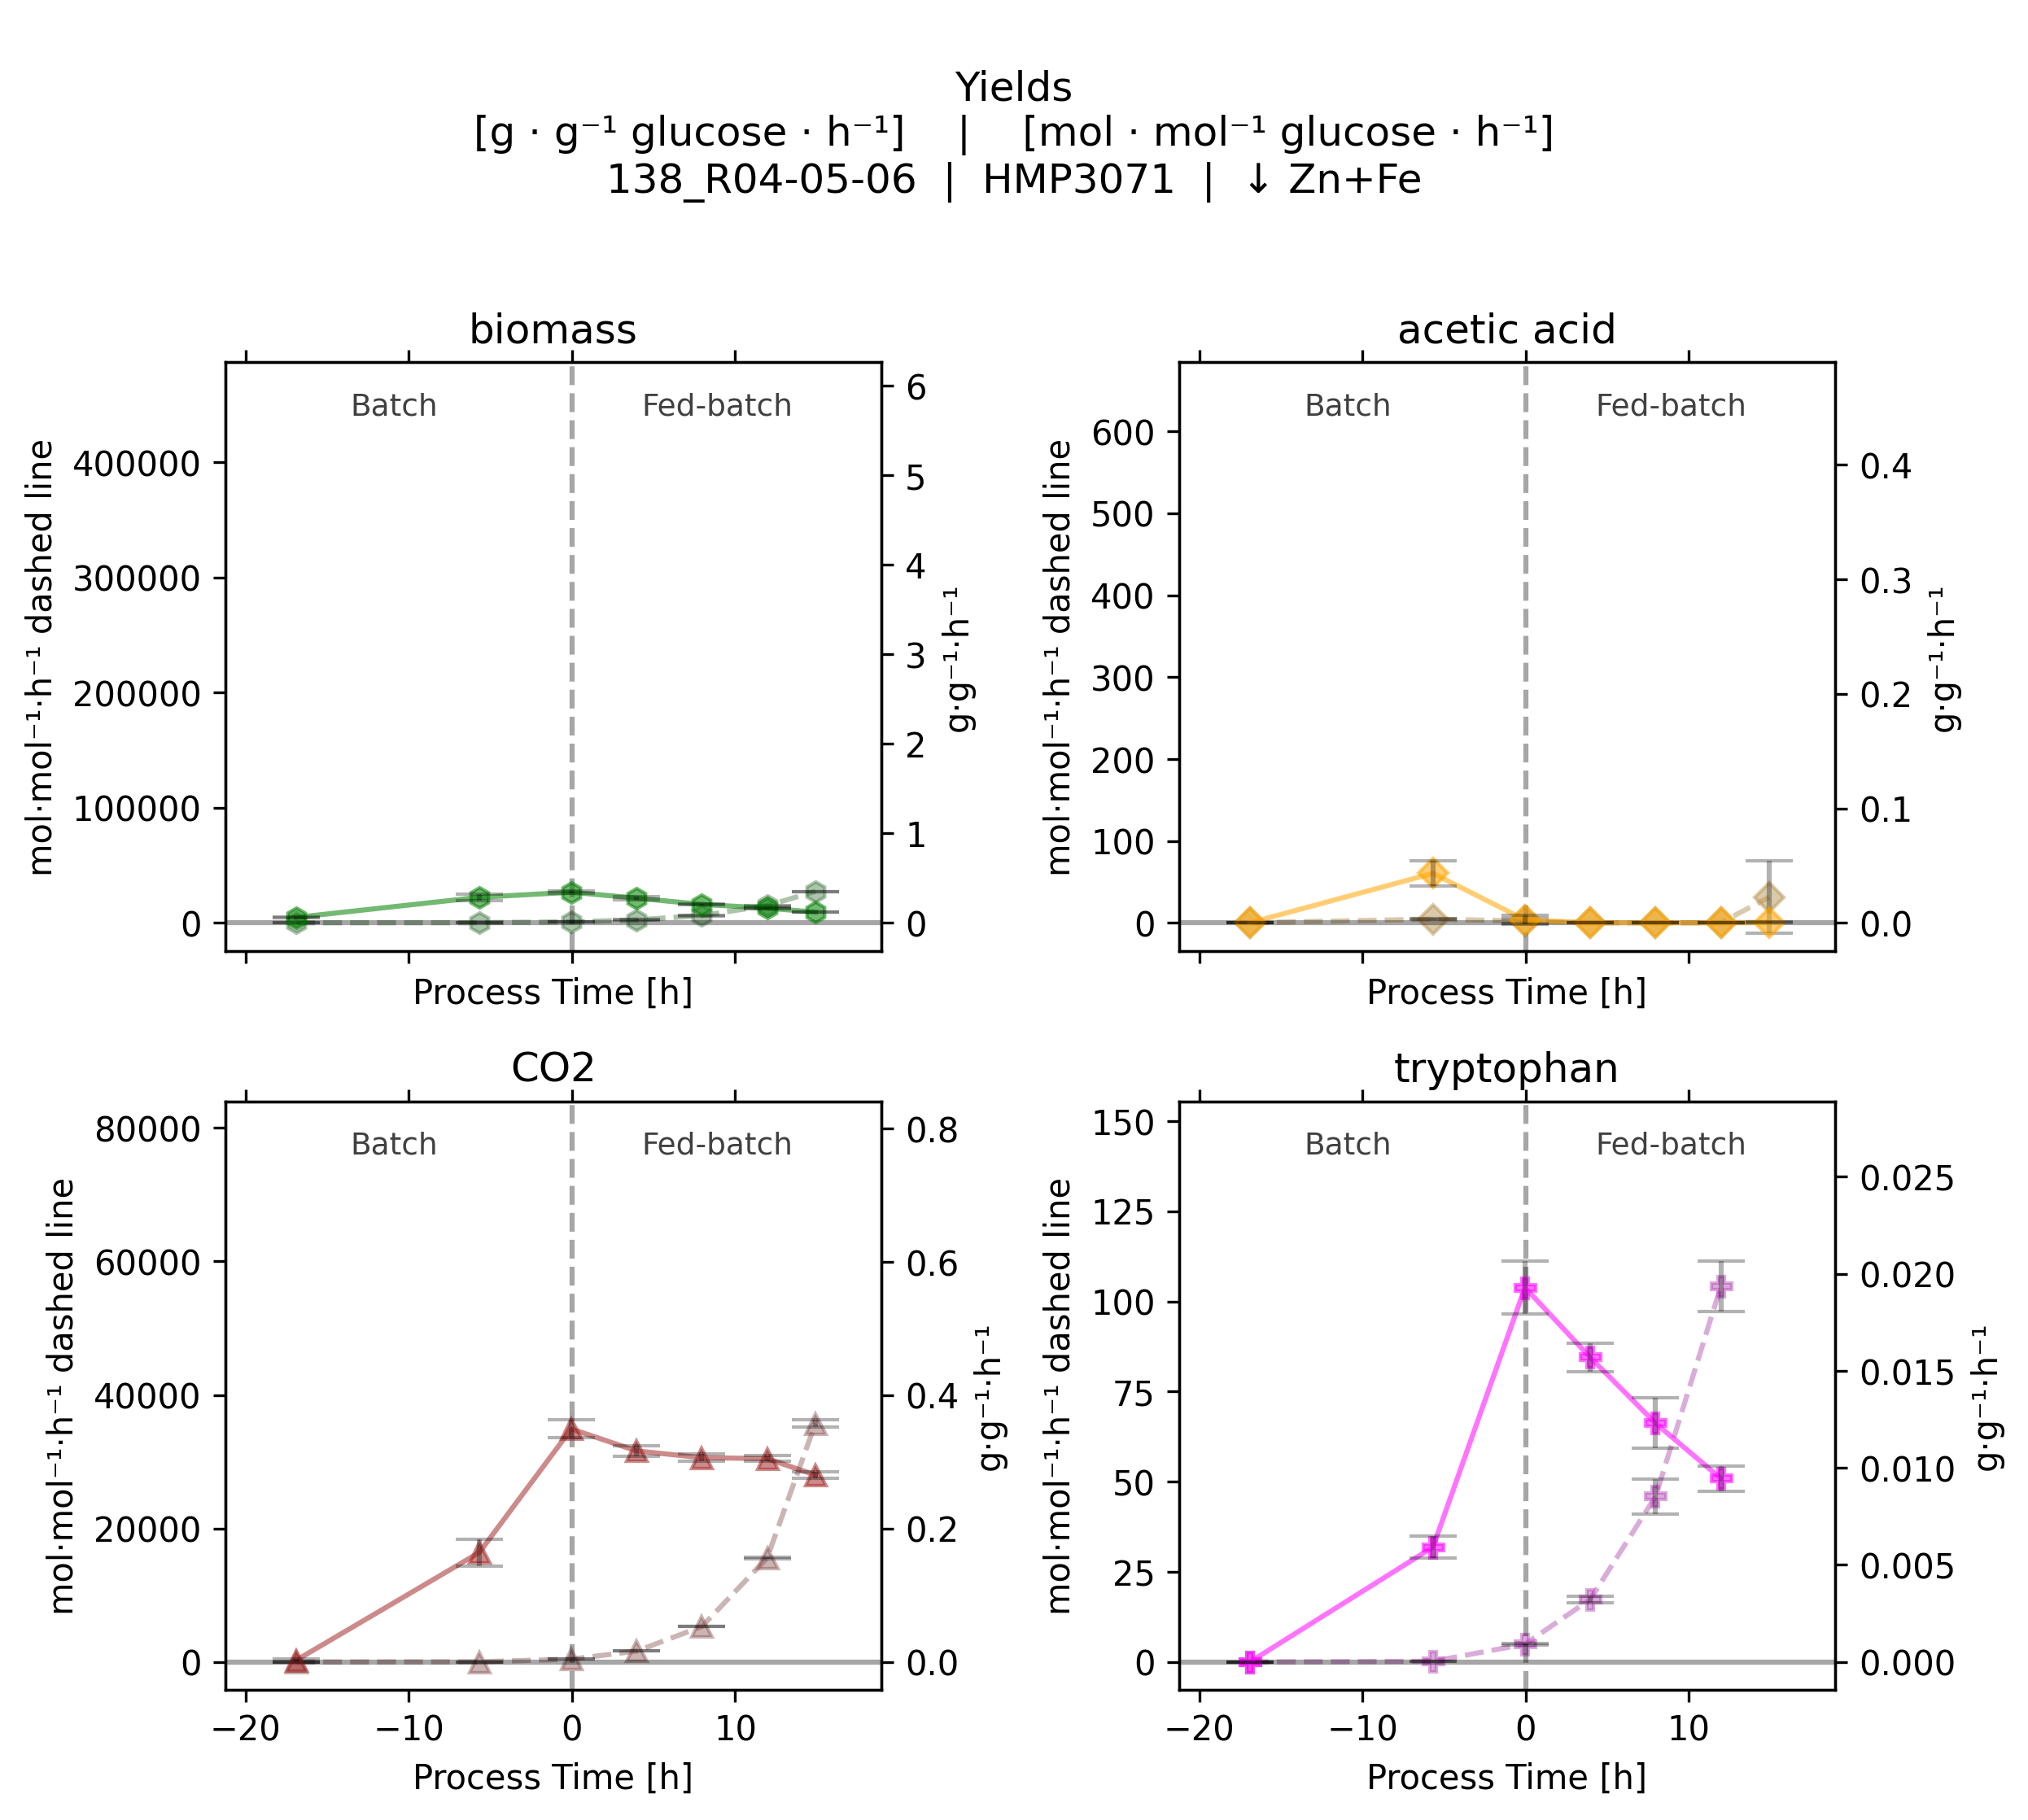 Yields
[g · g⁻¹ glucose · h⁻¹] | [mol · mol⁻¹ glucose · h⁻¹]
138_R04-05-06 | HMP3071 | ↓ Zn+Fe
biomass
Batch
Fed-batch
mol·mol⁻¹·h⁻¹ dashed line
400000
300000
200000
100000
0
6
5
4
3
2
1
0
g·g⁻¹·h⁻¹
Process Time [h]
acetic acid
Batch
Fed-batch
mol·mol⁻¹·h⁻¹ dashed line
600
500
400
300
200
100
0
0.4
0.3
0.2
0.1
0.0
g·g⁻¹·h⁻¹
Process Time [h]
CO2
Batch
Fed-batch
mol·mol⁻¹·h⁻¹ dashed line
80000
60000
40000
20000
0
0.8
0.6
0.4
0.2
0.0
g·g⁻¹·h⁻¹
−20 −10 0 10
Process Time [h]
tryptophan
Batch
Fed-batch
mol·mol⁻¹·h⁻¹ dashed line
150
125
100
75
50
25
0
0.025
0.020
0.015
0.010
0.005
0.000
g·g⁻¹·h⁻¹
−20 −10 0 10
Process Time [h]